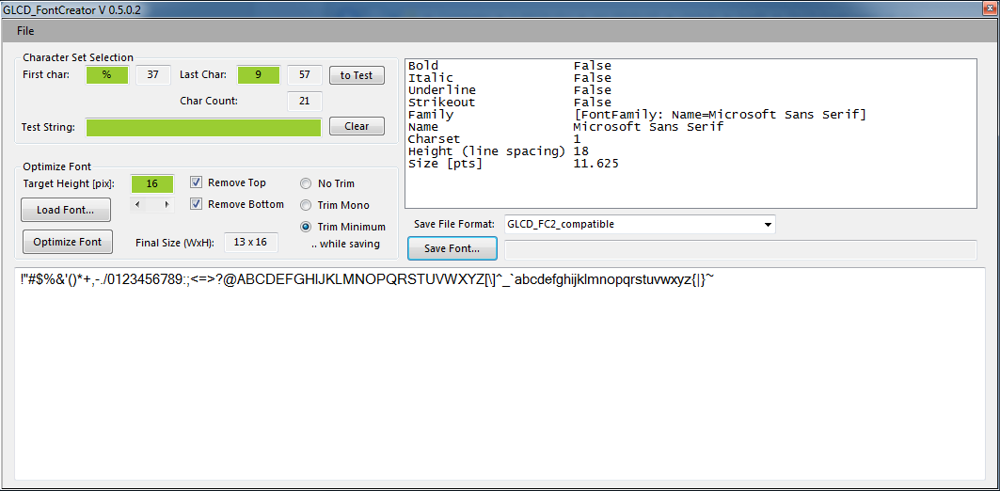 GLCD_FontCreator V 0.5.0.2
File
Character Set Selection
First char: % 37 Last Char: 9 57 to Test
Char Count: 21
Test String: Clear
Optimize Font
Target Height [pix]: 16 Remove Top No Trim
Load Font... Remove Bottom Trim Mono
Trim Minimum
Optimize Font Final Size (WxH): 13 x 16 .. while saving
Bold False
Italic False
Underline False
Strikeout False
Family [FontFamily: Name=Microsoft Sans Serif]
Name Microsoft Sans Serif
Charset 1
Height (line spacing) 18
Size [pts] 11.625
Save File Format: GLCD_FC2_compatible
Save Font...
!"#$%&'()*+,-./0123456789:;<=>?@ABCDEFGHIJKLMNOPQRSTUVWXYZ[\]^_`abcdefghijklmnopqrstuvwxyz{|}~